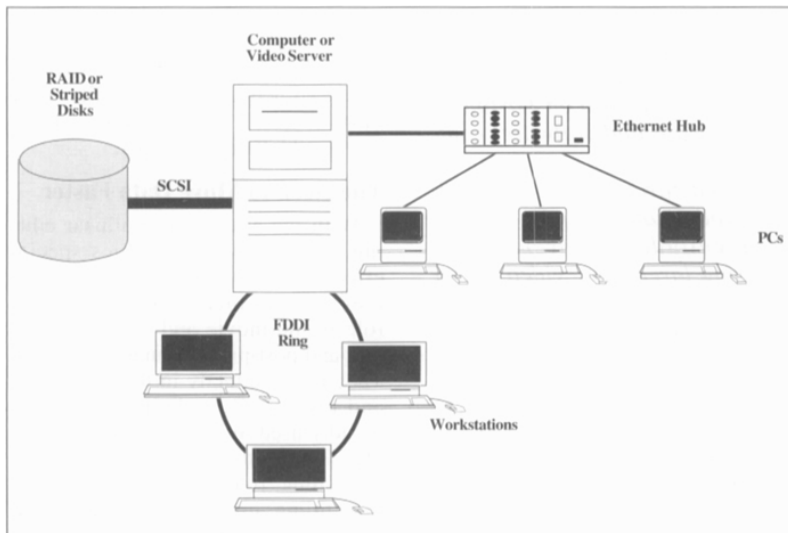 Computer or
Video Server
RAID or
Striped
Disks
Ethernet Hub
SCSI
PCs
FDDI
Ring
Workstations